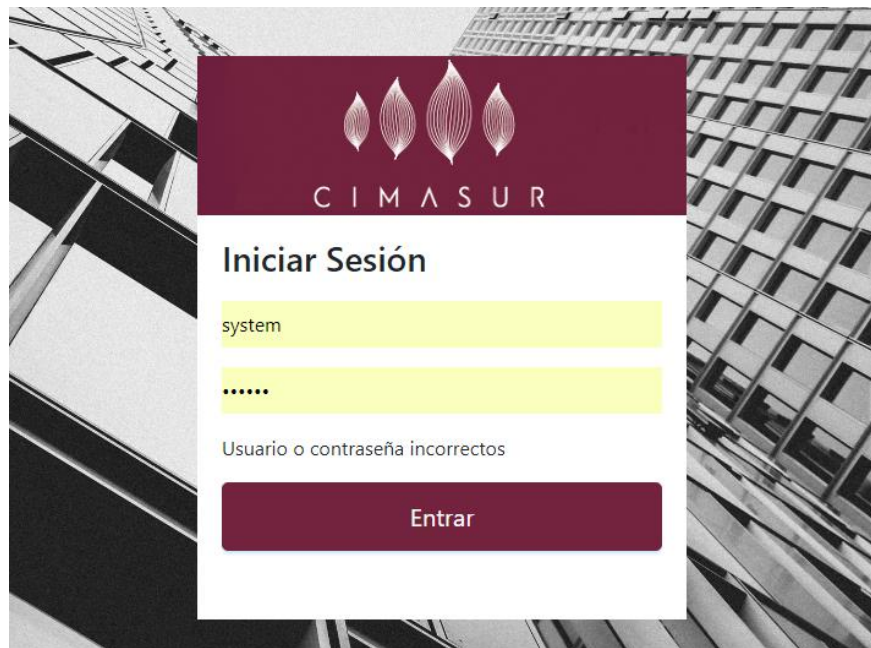 CIMASUR
Iniciar Sesión
system
••••••
Usuario o contraseña incorrectos
Entrar